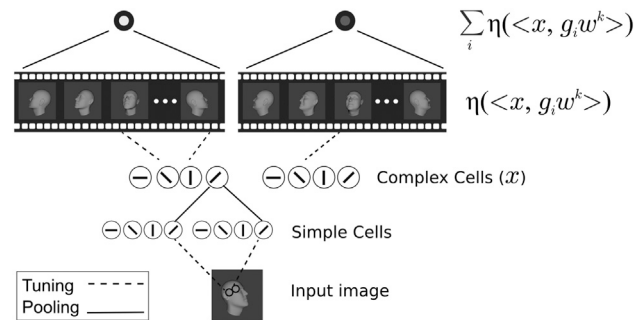 ∑ᵢ η(<x, gᵢwᵏ>)
η(<x, gᵢwᵏ>)
Complex Cells (x)
Simple Cells
Input image
Tuning
Pooling